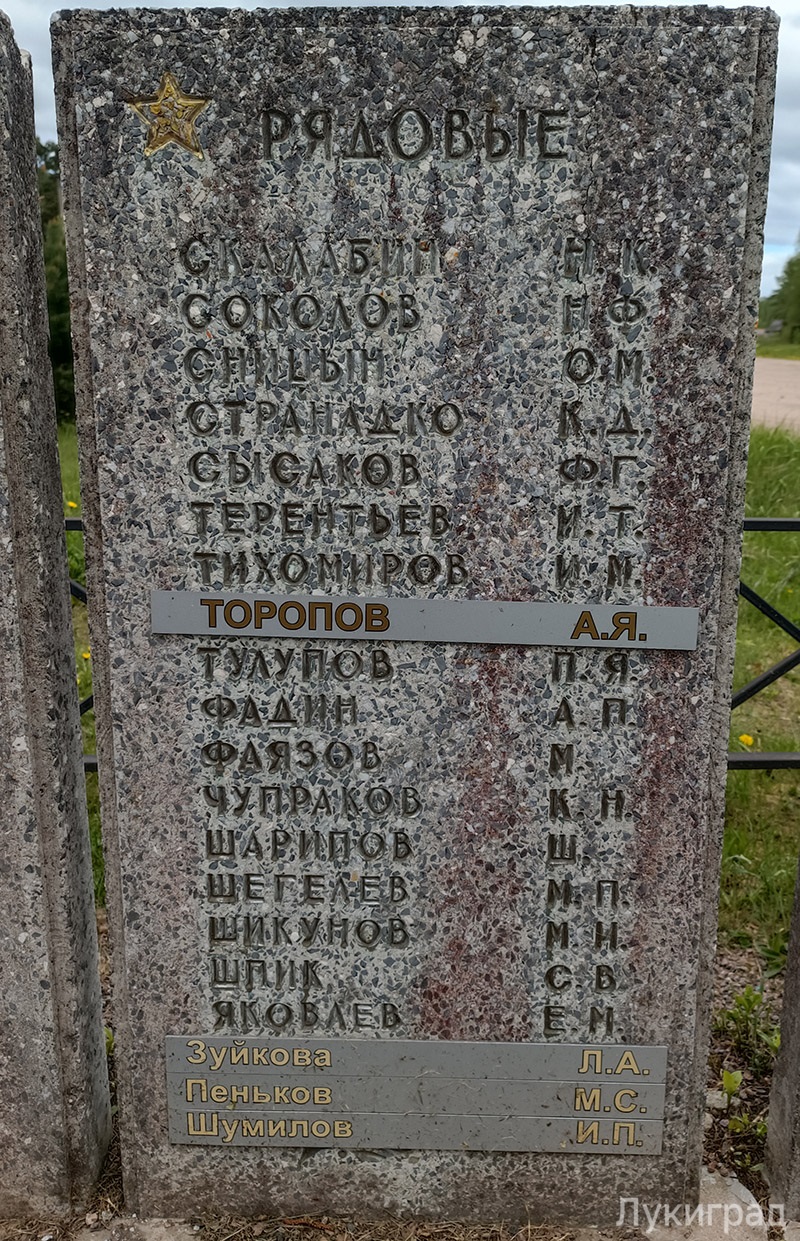 РЯДОВЫЕ
СКАЛАБИН Н. К.
СОКОЛОВ Н Ф
СНИЦЫН О. М.
СТРАНАДКО К. Д.
СЫСАКОВ Ф. Г.
ТЕРЕНТЬЕВ И. Т.
ТИХОМИРОВ И. М.
ТОРОПОВ А.Я.
ТУЛУПОВ П. Я.
ФАДИН А. П.
ФАЯЗОВ М.
ЧУПРАКОВ К. Н.
ШАРИПОВ Ш.
ШЕГЕЛЕВ М. П.
ШИКУНОВ М. Н.
ШПИК С. В
ЯКОВЛЕВ Е М.
Зуйкова Л.А.
Пеньков М.С.
Шумилов И.П.
Лукиград